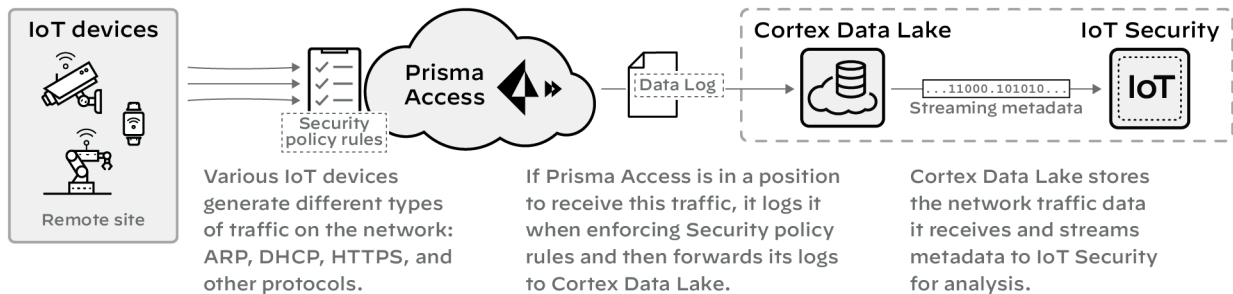 IoT devices
Remote site
Security
policy rules
Prisma
Access
Data Log
Cortex Data Lake
...11000.101010...
Streaming metadata
IoT Security
IoT
Various IoT devices
generate different types
of traffic on the network:
ARP, DHCP, HTTPS, and
other protocols.
If Prisma Access is in a position
to receive this traffic, it logs it
when enforcing Security policy
rules and then forwards its logs
to Cortex Data Lake.
Cortex Data Lake stores
the network traffic data
it receives and streams
metadata to IoT Security
for analysis.